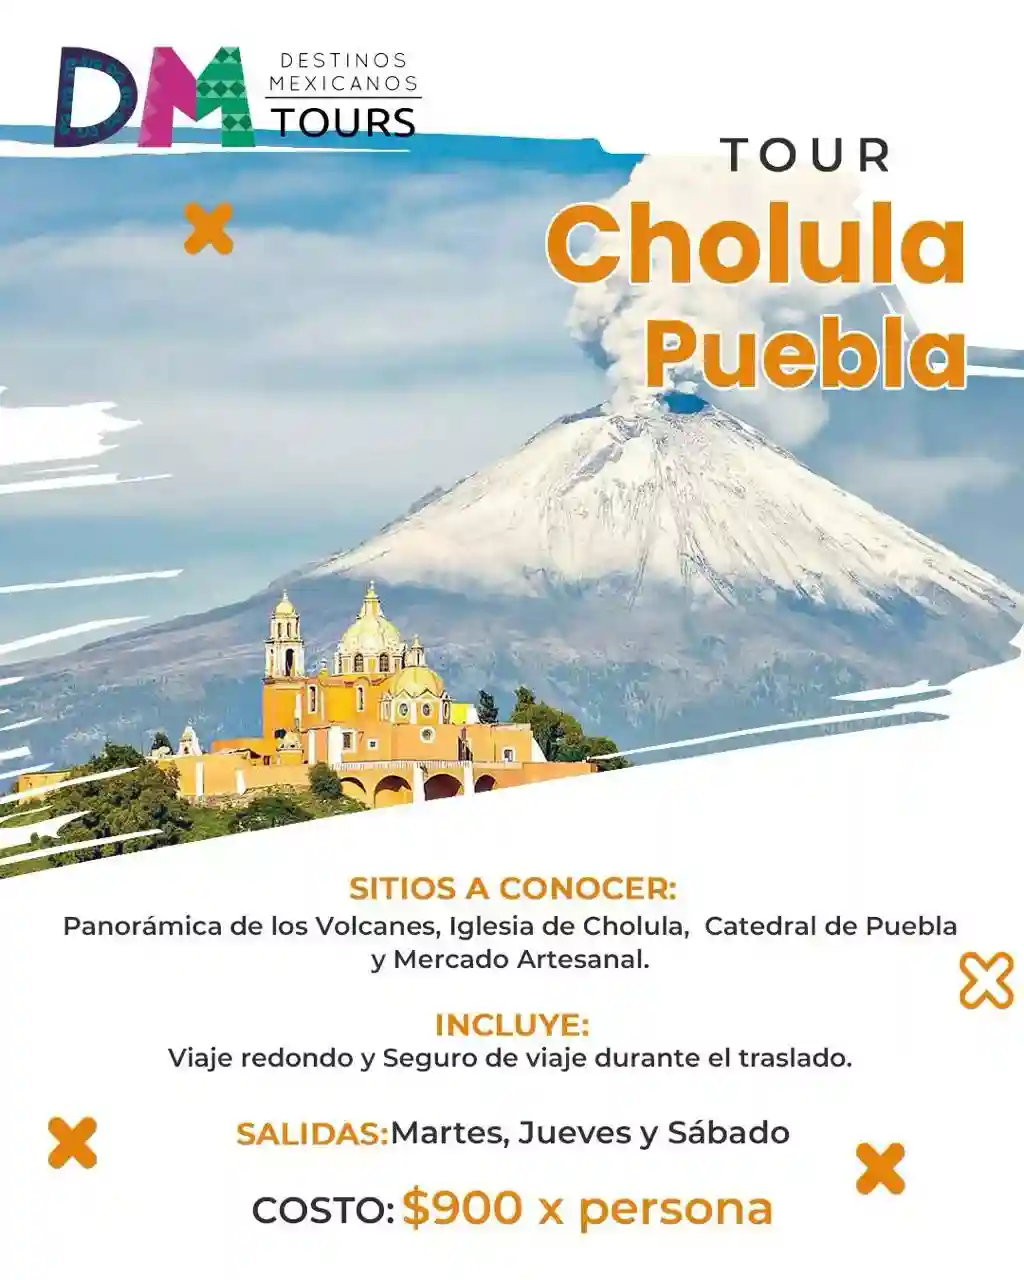 DM
DESTINOS
MEXICANOS
TOURS
TOUR
Cholula
Puebla
SITIOS A CONOCER:
Panorámica de los Volcanes, Iglesia de Cholula, Catedral de Puebla
y Mercado Artesanal.
INCLUYE:
Viaje redondo y Seguro de viaje durante el traslado.
SALIDAS:Martes, Jueves y Sábado
COSTO: $900 x persona